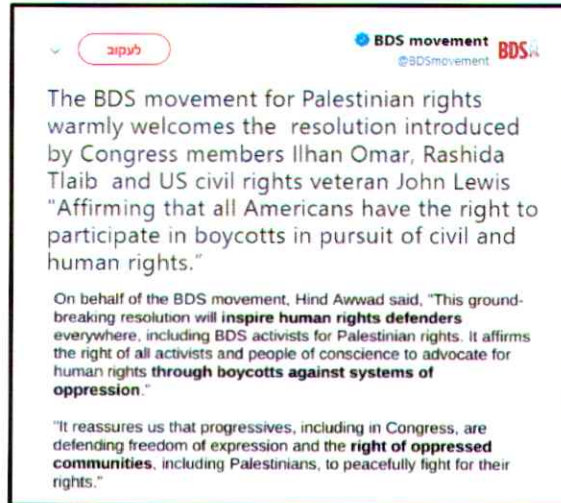 לעקוב
BDS movement
@BDSmovement
BDS
The BDS movement for Palestinian rights
warmly welcomes the resolution introduced
by Congress members Ilhan Omar, Rashida
Tlaib and US civil rights veteran John Lewis
"Affirming that all Americans have the right to
participate in boycotts in pursuit of civil and
human rights."
On behalf of the BDS movement, Hind Awwad said, "This ground-
breaking resolution will inspire human rights defenders
everywhere, including BDS activists for Palestinian rights. It affirms
the right of all activists and people of conscience to advocate for
human rights through boycotts against systems of
oppression."
"It reassures us that progressives, including in Congress, are
defending freedom of expression and the right of oppressed
communities, including Palestinians, to peacefully fight for their
rights."